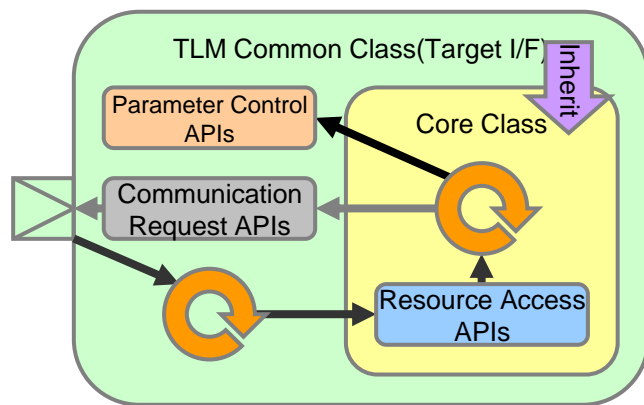 TLM Common Class(Target I/F)
Inherit
Parameter Control
APIs
Core Class
Communication
Request APIs
Resource Access
APIs